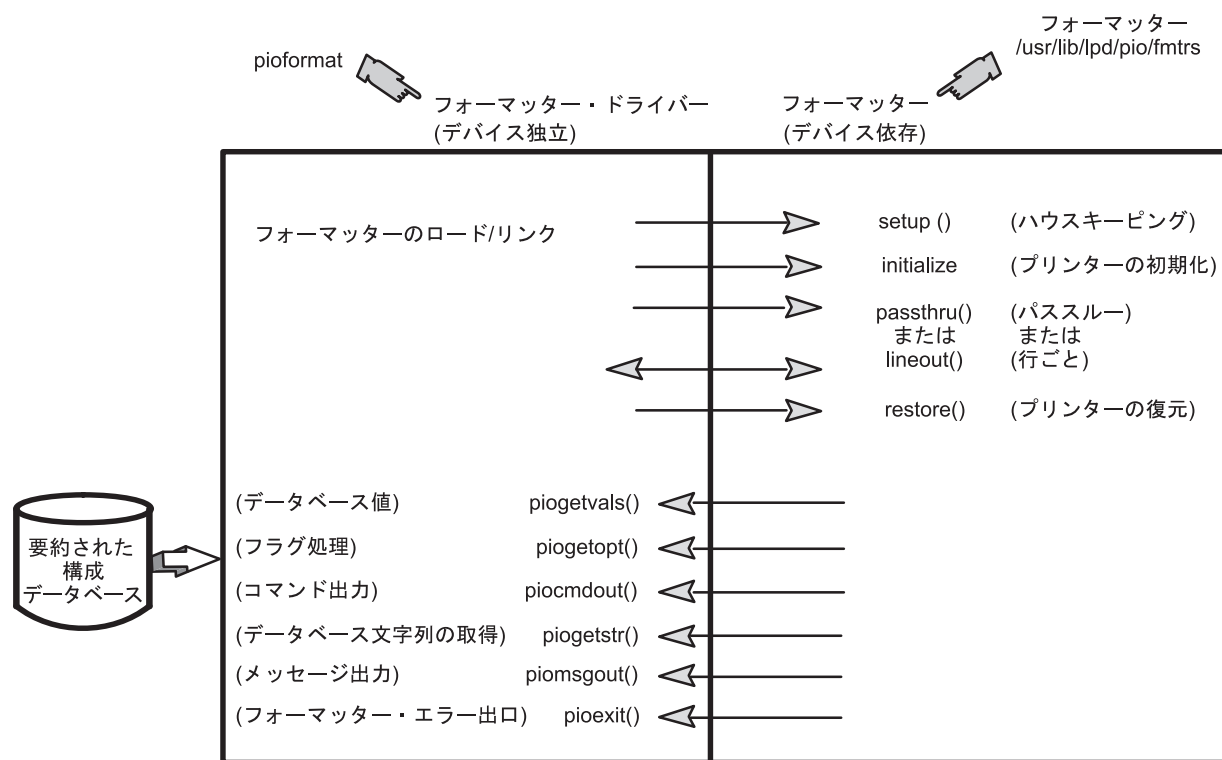 pioformat
フォーマッター
/usr/lib/lpd/pio/fmtrs
フォーマッター・ドライバー
(デバイス独立)
フォーマッター
(デバイス依存)
フォーマッターのロード/リンク
setup () (ハウスキーピング)
initialize (プリンターの初期化)
passthru() (パススルー)
または または
lineout() (行ごと)
restore() (プリンターの復元)
要約された
構成
データベース
(データベース値) piogetvals()
(フラグ処理) piogetopt()
(コマンド出力) piocmdout()
(データベース文字列の取得) piogetstr()
(メッセージ出力) piomsgout()
(フォーマッター・エラー出口) pioexit()